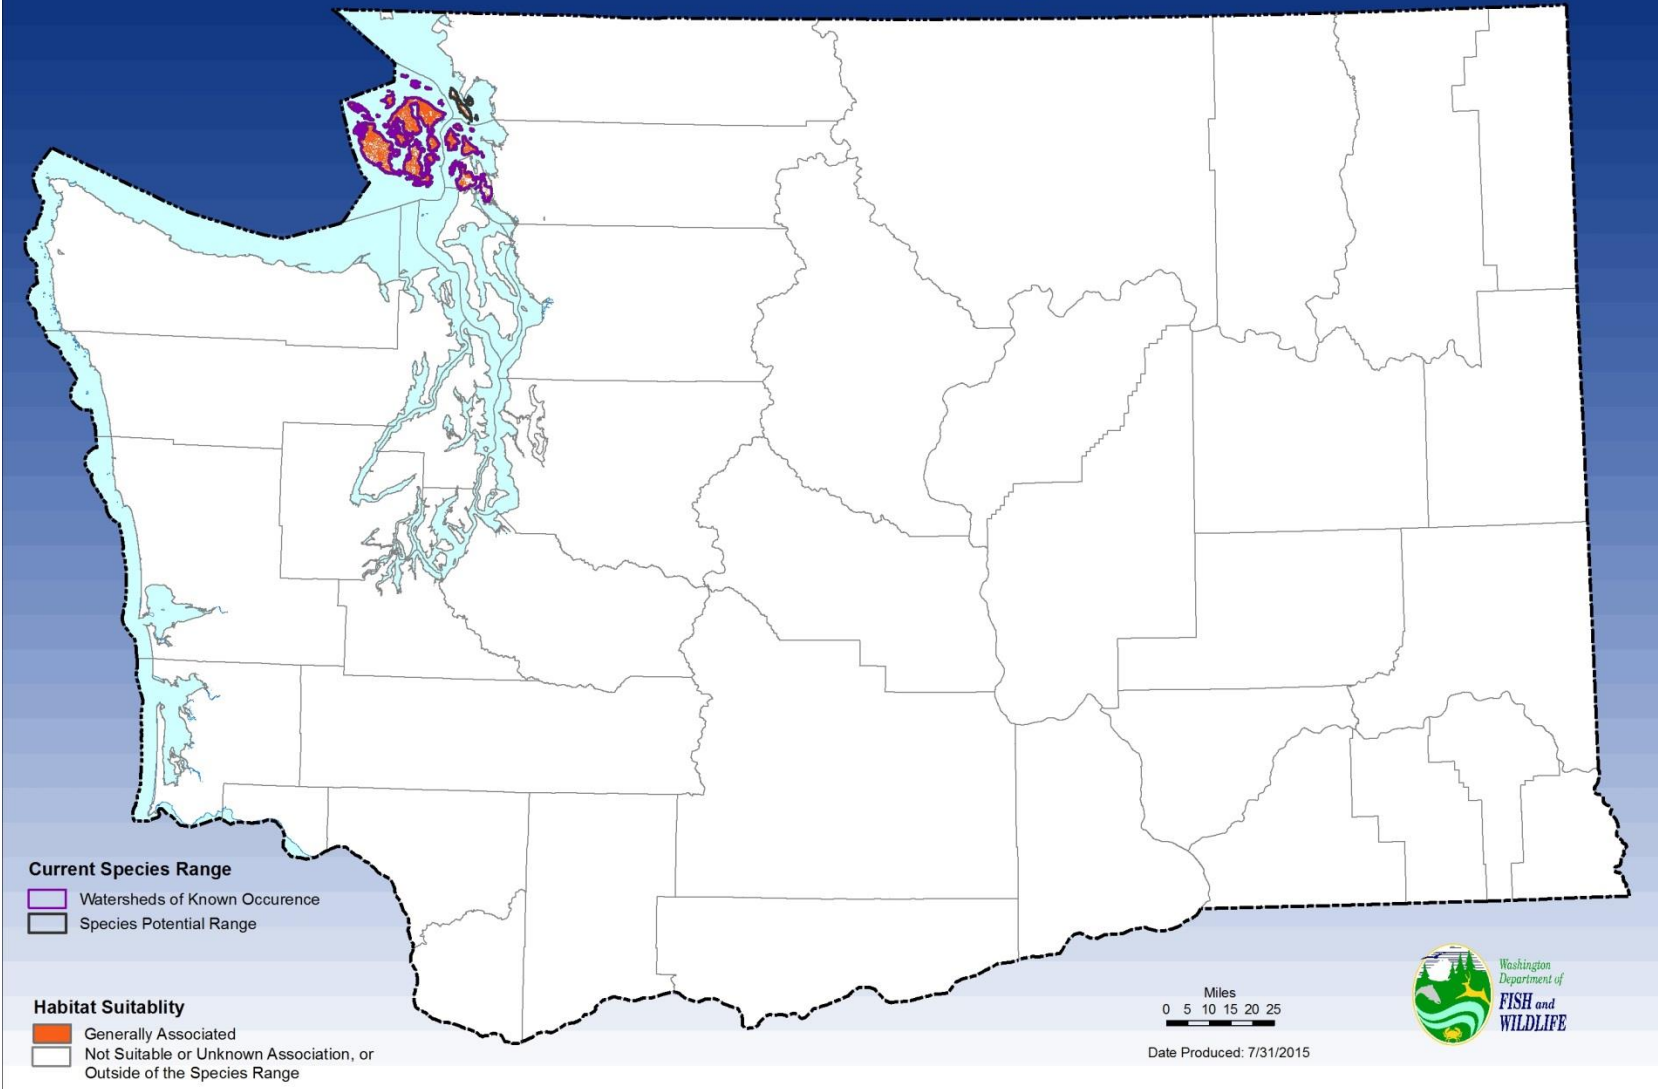 Current Species Range
Watersheds of Known Occurence
Species Potential Range
Habitat Suitablity
Generally Associated
Not Suitable or Unknown Association, or
Outside of the Species Range
Miles
0 5 10 15 20 25
Date Produced: 7/31/2015
Washington
Department of
FISH and
WILDLIFE